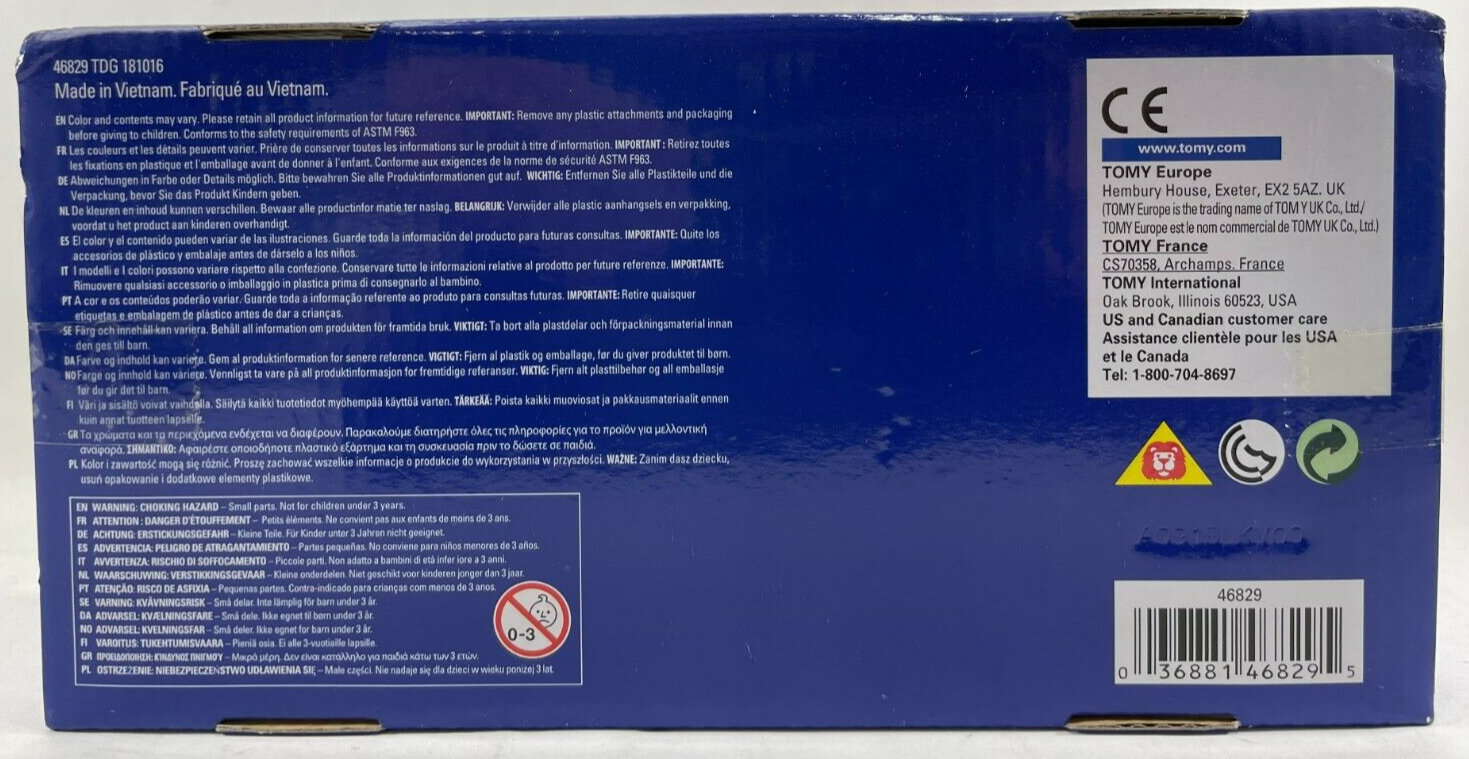 46829 TDG 181016
Made in Vietnam. Fabriqué au Vietnam.
EN Color and contents may vary. Please retain all product information for future reference. IMPORTANT: Remove any plastic attachments and packaging
before giving to children. Conforms to the safety requirements of ASTM F963.
FR Les couleurs et les détails peuvent varier. Prière de conserver toutes les informations sur le produit à titre d'information. IMPORTANT : Retirez toutes
les fixations en plastique et l'emballage avant de donner à l'enfant. Conforme aux exigences de la norme de sécurité ASTM F963.
DE Abweichungen in Farbe oder Details möglich. Bitte bewahren Sie alle Produktinformationen gut auf. WICHTIG: Entfernen Sie alle Plastikteile und die
Verpackung, bevor Sie das Produkt Kindern geben.
NL De kleuren en inhoud kunnen verschillen. Bewaar alle productinfor matie ter naslag. BELANGRIJK: Verwijder alle plastic aanhangsels en verpakking,
voordat u het product aan kinderen overhandigt.
ES El color y el contenido pueden variar de las ilustraciones. Guarde toda la información del producto para futuras consultas. IMPORTANTE: Quite los
accesorios de plástico y embalaje antes de dárselo a los niños.
IT I modelli e I colori possono variare rispetto alla confezione. Conservare tutte le informazioni relative al prodotto per future referenze. IMPORTANTE:
Rimuovere qualsiasi accessorio o imballaggio in plastica prima di consegnarlo al bambino.
PT A cor e os conteúdos poderão variar. Guarde toda a informação referente ao produto para consultas futuras. IMPORTANTE: Retire quaisquer
etiquetas e embalagem de plástico antes de dar a crianças.
SE Färg och innehåll kan variera. Behåll all information om produkten för framtida bruk. VIKTIGT: Ta bort alla plastdelar och förpackningsmaterial innan
den ges till barn.
DA Farve og indhold kan variere. Gem al produktinformation for senere reference. VIGTIGT: Fjern al plastik og emballage, før du giver produktet til børn.
NO Farge og innhold kan variere. Vennligst ta vare på all produktinformasjon for fremtidige referanser. VIKTIG: Fjern alt plasttilbehør og all emballasje
før du gir det til barn.
FI Väri ja sisältö voivat vaihdella. Säilytä kaikki tuotetiedot myöhempää käyttöä varten. TÄRKEÄÄ: Poista kaikki muoviosat ja pakkausmateriaalit ennen
kuin annat tuotteen lapselle.
GR Τα χρώματα και τα περιεχόμενα ενδέχεται να διαφέρουν. Παρακαλούμε διατηρήστε όλες τις πληροφορίες για το προϊόν για μελλοντική
αναφορά. ΣΗΜΑΝΤΙΚΟ: Αφαιρέστε οποιοδήποτε πλαστικό εξάρτημα και τη συσκευασία πριν το δώσετε σε παιδιά.
PL Kolor i zawartość mogą się różnić. Proszę zachować wszelkie informacje o produkcie do wykorzystania w przyszłości. WAŻNE: Zanim dasz dziecku,
usuń opakowanie i dodatkowe elementy plastikowe.
EN WARNING: CHOKING HAZARD – Small parts. Not for children under 3 years.
FR ATTENTION : DANGER D'ÉTOUFFEMENT – Petits éléments. Ne convient pas aux enfants de moins de 3 ans.
DE ACHTUNG: ERSTICKUNGSGEFAHR – Kleine Teile. Für Kinder unter 3 Jahren nicht geeignet.
ES ADVERTENCIA: PELIGRO DE ATRAGANTAMIENTO – Partes pequeñas. No conviene para niños menores de 3 años.
IT AVVERTENZA: RISCHIO DI SOFFOCAMENTO – Piccole parti. Non adatto a bambini di età infer iore a 3 anni.
NL WAARSCHUWING: VERSTIKKINGSGEVAAR – Kleine onderdelen. Niet geschikt voor kinderen jonger dan 3 jaar.
PT ATENÇÃO: RISCO DE ASFIXIA – Pequenas partes. Contra-indicado para crianças com menos de 3 anos.
SE VARNING: KVÄVNINGSRISK – Små delar. Inte lämplig för barn under 3 år.
DA ADVARSEL: KVÆLNINGSFARE – Små dele. Ikke egnet til børn under 3 år.
NO ADVARSEL: KVELNINGSFAR – Små deler. Ikke egnet for barn under 3 år.
FI VAROITUS: TUKEHTUMISVAARA – Pieniä osia. Ei alle 3-vuotiaille lapsille.
GR ΠΡΟΕΙΔΟΠΟΙΗΣΗ: ΚΙΝΔΥΝΟΣ ΠΝΙΓΜΟΥ – Μικρά μέρη. Δεν είναι κατάλληλο για παιδιά κάτω των 3 ετών.
PL OSTRZEŻENIE: NIEBEZPIECZEŃSTWO UDŁAWIENIA SIĘ – Małe części. Nie nadaje się dla dzieci w wieku poniżej 3 lat.
0-3
CE
www.tomy.com
TOMY Europe
Hembury House, Exeter, EX2 5AZ. UK
(TOMY Europe is the trading name of TOM Y UK Co., Ltd./
TOMY Europe est le nom commercial de TOMY UK Co., Ltd.)
TOMY France
CS70358, Archamps. France
TOMY International
Oak Brook, Illinois 60523, USA
US and Canadian customer care
Assistance clientèle pour les USA
et le Canada
Tel: 1-800-704-8697
46829
0 36881 46829 5